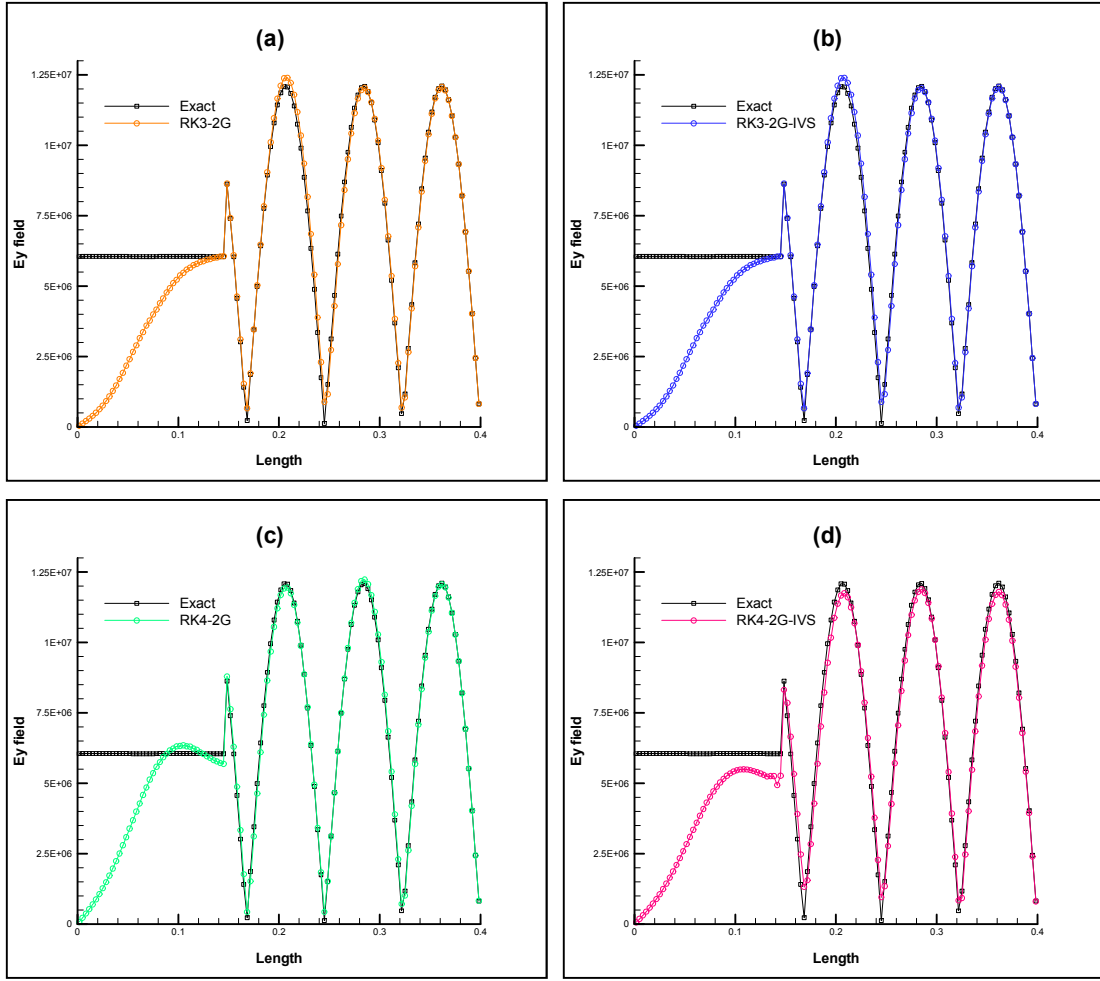 (a)
1.25E+07
Exact
RK3-2G
1E+07
7.5E+06
Ey field
5E+06
2.5E+06
0
0 0.1 0.2 0.3 0.4
Length
(b)
1.25E+07
Exact
RK3-2G-IVS
1E+07
7.5E+06
Ey field
5E+06
2.5E+06
0
0 0.1 0.2 0.3 0.4
Length
(c)
1.25E+07
Exact
RK4-2G
1E+07
7.5E+06
Ey field
5E+06
2.5E+06
0
0 0.1 0.2 0.3 0.4
Length
(d)
1.25E+07
Exact
RK4-2G-IVS
1E+07
7.5E+06
Ey field
5E+06
2.5E+06
0
0 0.1 0.2 0.3 0.4
Length